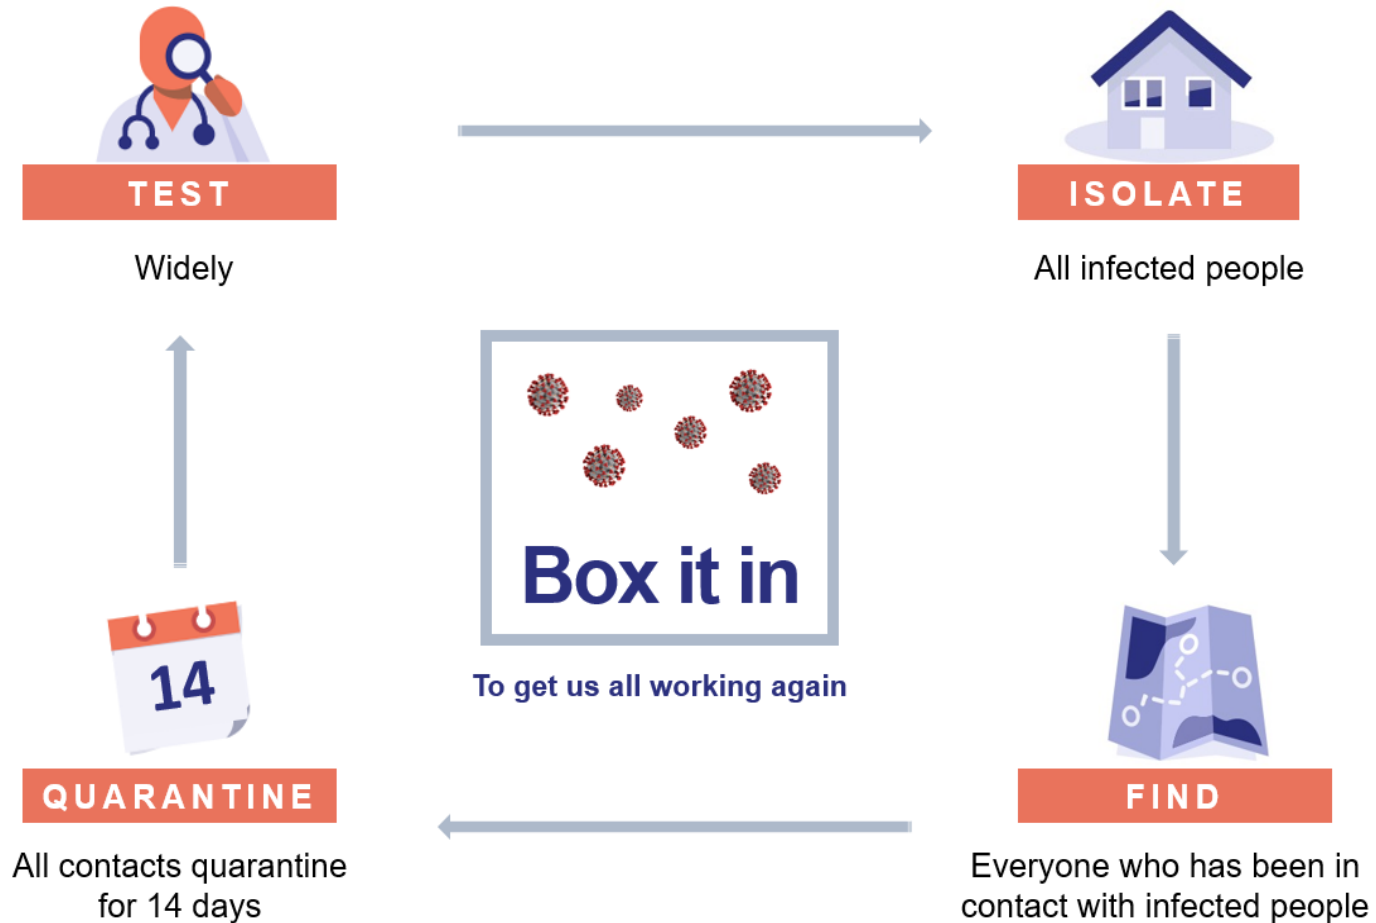 TEST
Widely
ISOLATE
All infected people
Box it in
To get us all working again
14
QUARANTINE
All contacts quarantine
for 14 days
FIND
Everyone who has been in
contact with infected people